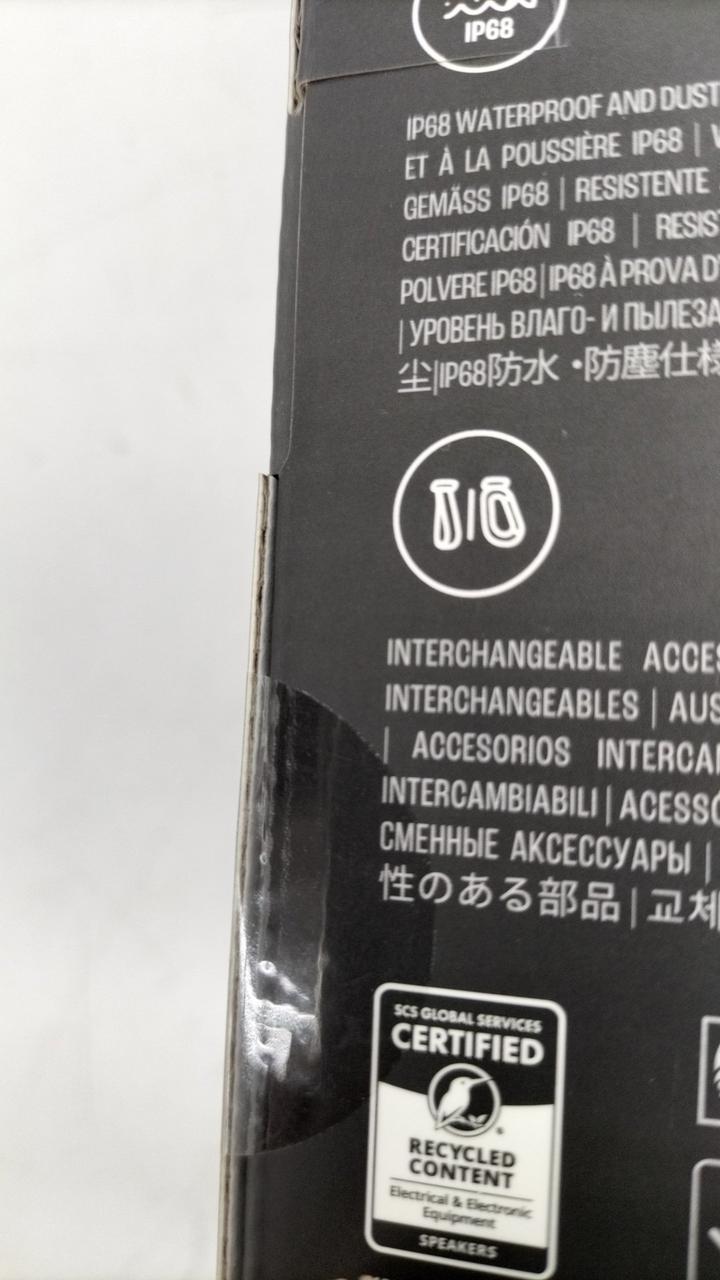 IP68
IP68 WATERPROOF AND DUST
ET À LA POUSSIÈRE IP68 |
GEMÄSS IP68 | RESISTENTE
CERTIFICACIÓN IP68 | RESIS
POLVERE IP68 | IP68 À PROVA D'
| УРОВЕНЬ ВЛАГО- И ПЫЛЕЗА
尘|IP68防水・防塵仕様
INTERCHANGEABLE ACCES
INTERCHANGEABLES | AUS
| ACCESORIOS INTERCA
INTERCAMBIABILI | ACESSÓ
СМЕННЫЕ АКСЕССУАРЫ |
性のある部品 | 교체
SCS GLOBAL SERVICES
CERTIFIED
RECYCLED
CONTENT
Electrical & Electronic
Equipment
SPEAKERS